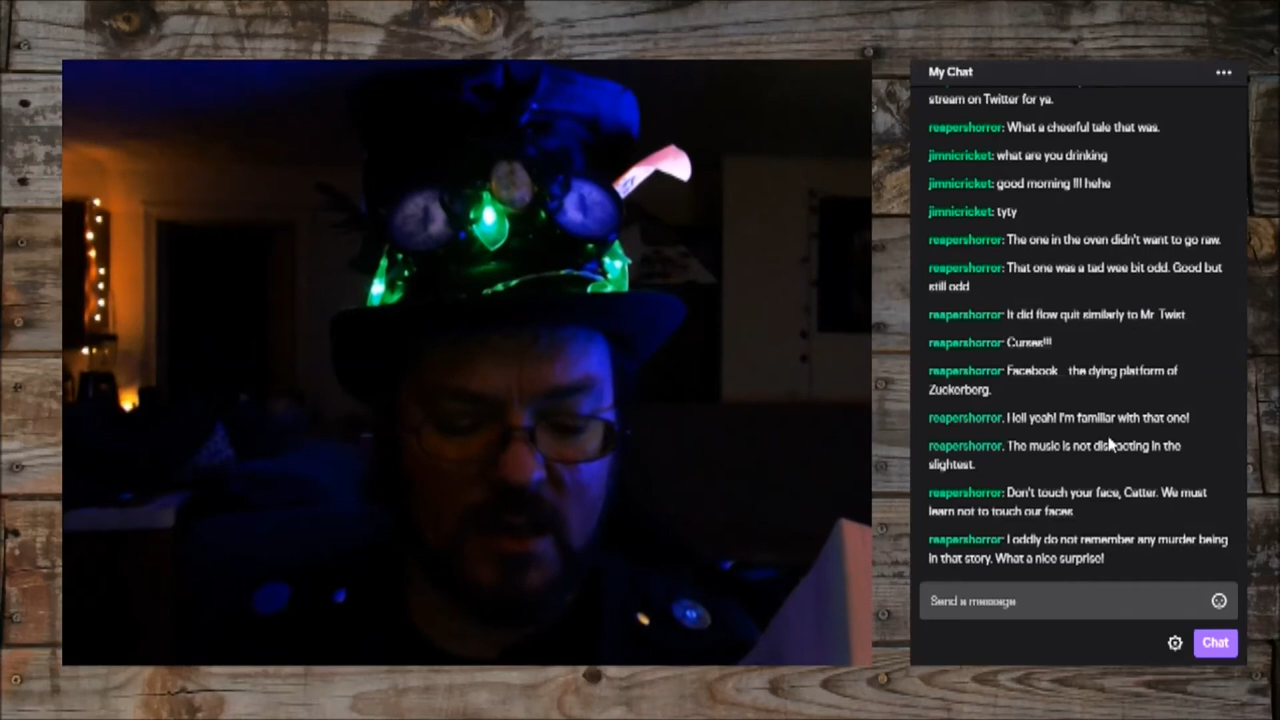 My Chat
stream on Twitter for ya.
reapershorror: What a cheerful tale that was.
jimnicricket: what are you drinking
jimnicricket: good morning !!! hehe
jimnicricket: tyty
reapershorror: The one in the oven didn't want to go raw.
reapershorror: That one was a tad wee bit odd. Good but
still odd
reapershorror: It did flow quit similarly to Mr Twist
reapershorror: Curses!!!
reapershorror: Facebook the dying platform of
Zuckerberg.
reapershorror: Hell yeah! I'm familiar with that one!
reapershorror: The music is not distracting in the
slightest.
reapershorror: Don't touch your face, Catter. We must
learn not to touch our faces
reapershorror: I oddly do not remember any murder being
in that story. What a nice surprise!
Send a message
Chat